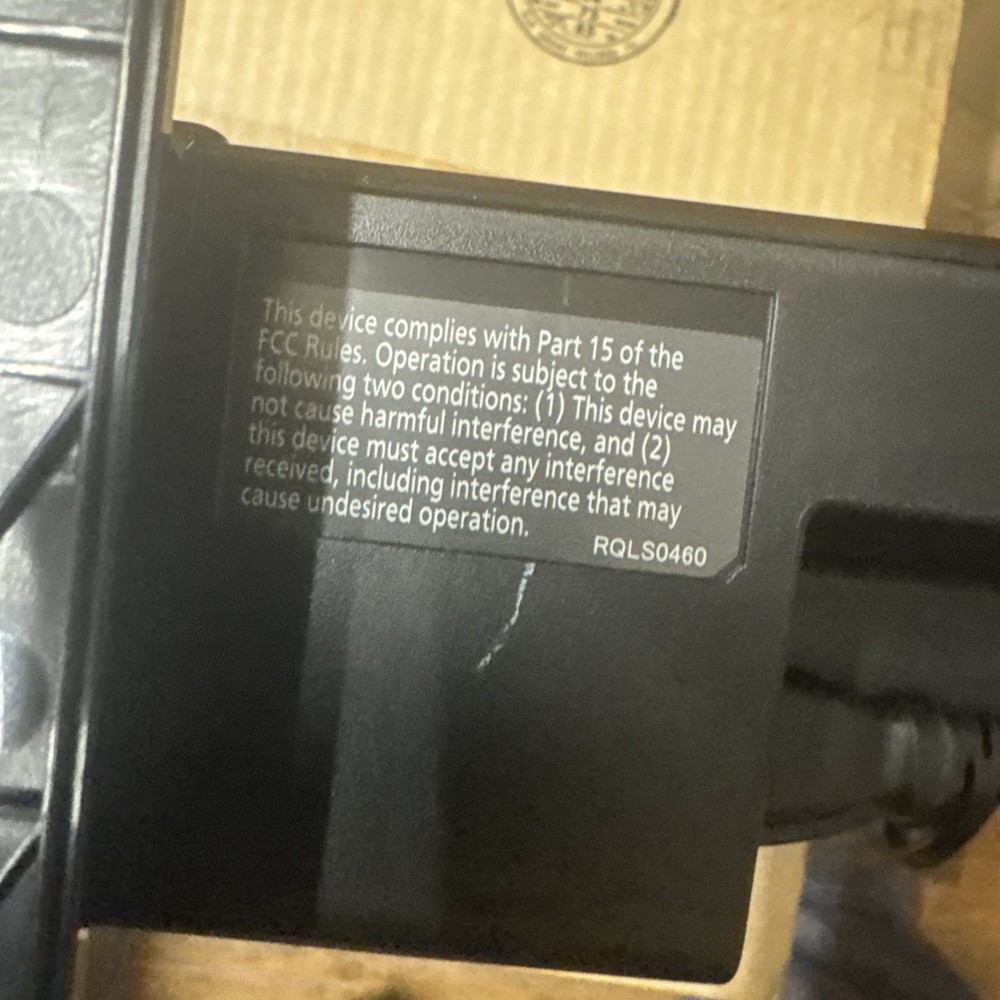 This device complies with Part 15 of the
FCC Rules. Operation is subject to the
following two conditions: (1) This device may
not cause harmful interference, and (2)
this device must accept any interference
received, including interference that may
cause undesired operation.
RQLS0460